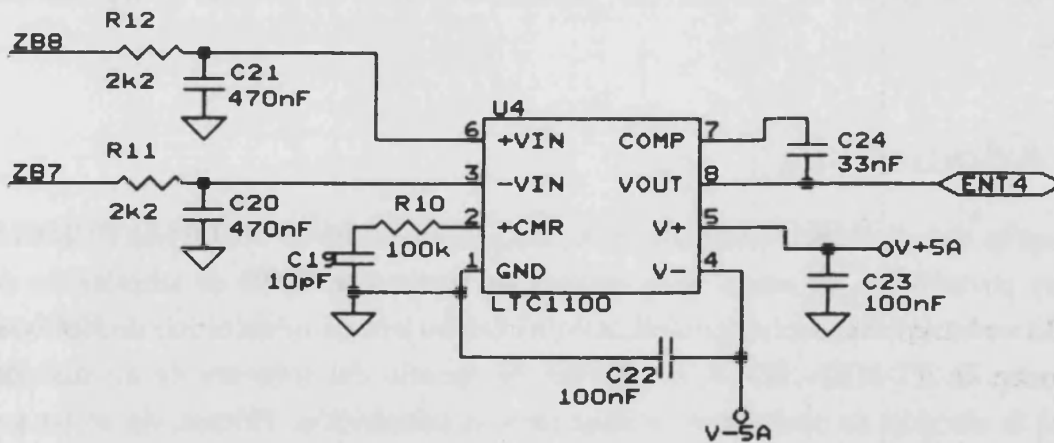 R12
ZB8
2k2
C21
470nF
U4
6 +VIN COMP 7
C24
33nF
R11
ZB7
3 -VIN VOUT 8
ENT4
2k2
C20
470nF
R10
100k
2 +CMR V+ 5
0V+5A
C19
10pF
1 GND V- 4
LTC1100
C23
100nF
C22
100nF
V-5A